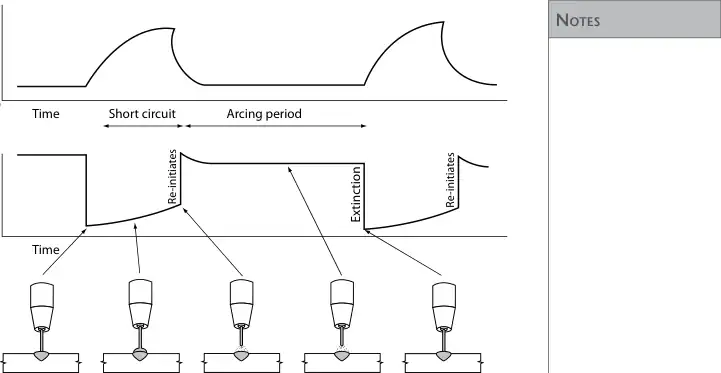 NOTES
Time
Short circuit
Arcing period
Re-initiates
Extinction
Re-initiates
Time